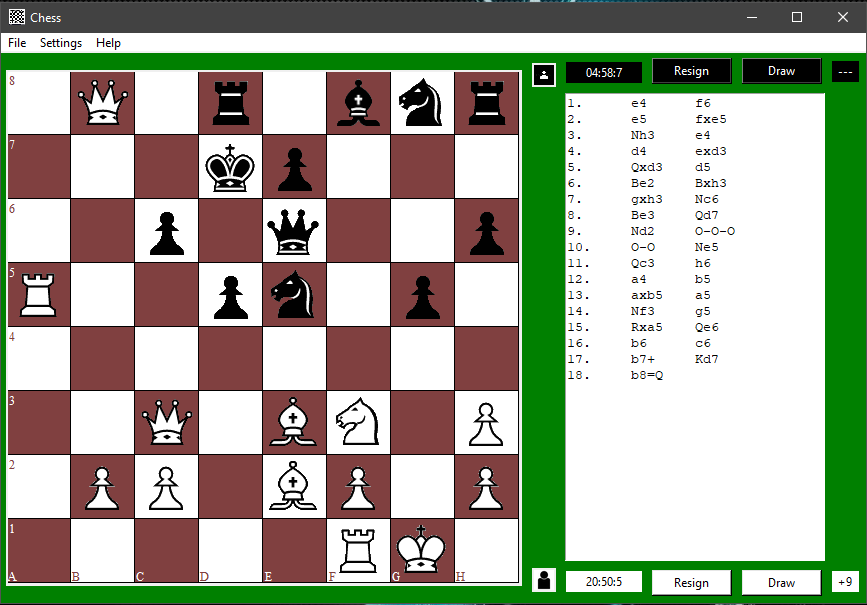 Chess
File Settings Help
04:58:7 Resign Draw ---
8
7
6
5
4
3
2
1
A B C D E F G H
1. e4 f6
2. e5 fxe5
3. Nh3 e4
4. d4 exd3
5. Qxd3 d5
6. Be2 Bxh3
7. gxh3 Nc6
8. Be3 Qd7
9. Nd2 O-O-O
10. O-O Ne5
11. Qc3 h6
12. a4 b5
13. axb5 a5
14. Nf3 g5
15. Rxa5 Qe6
16. b6 c6
17. b7+ Kd7
18. b8=Q
20:50:5 Resign Draw +9